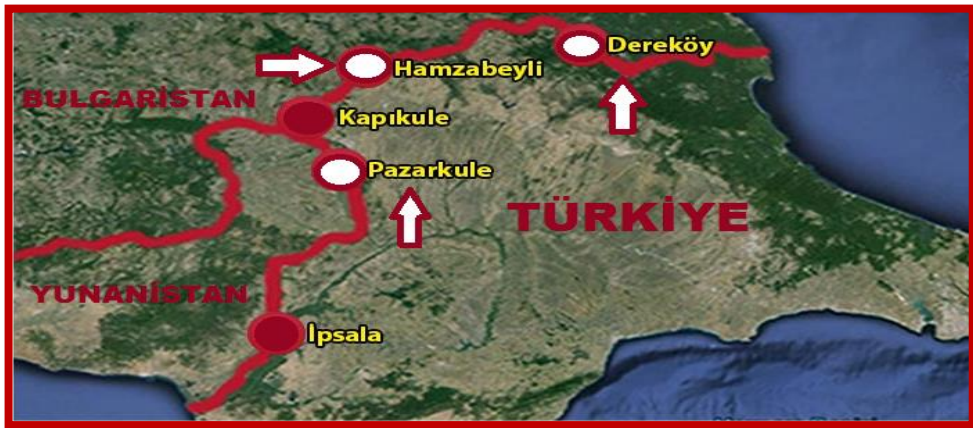 Dereköy
Hamzabeyli
BULGARİSTAN
Kapıkule
Pazarkule
TÜRKİYE
YUNANİSTAN
İpsala